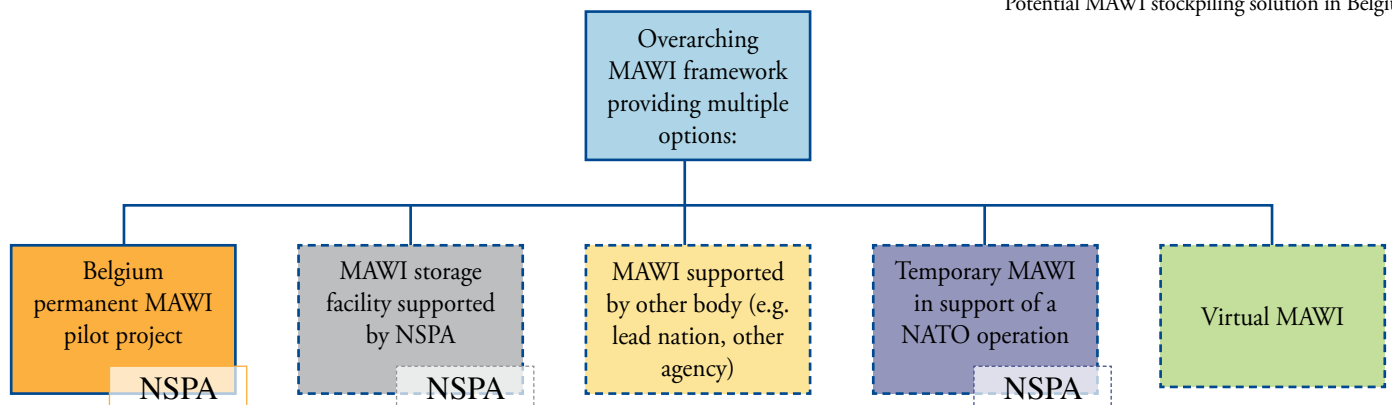 Potential MAWI stockpiling solution in
Overarching
MAWI framework
providing multiple
options:
Belgium
permanent MAWI
pilot project
NSPA
MAWI storage
facility supported
by NSPA
NSPA
MAWI supported
by other body (e.g.
lead nation, other
agency)
Temporary MAWI
in support of a
NATO operation
NSPA
Virtual MAWI